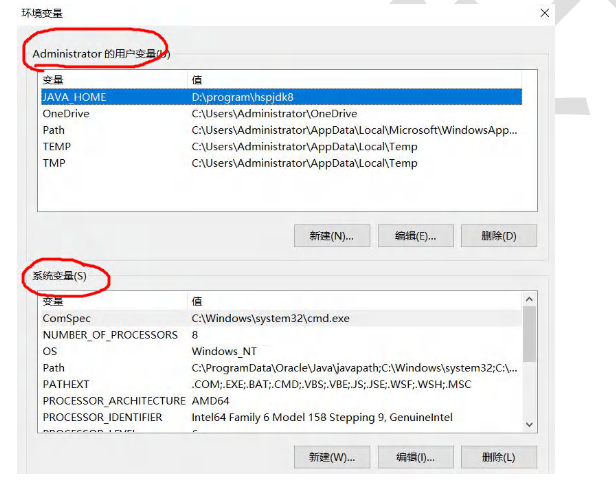 环境变量
Administrator 的用户变量(U)
变量 值
JAVA_HOME D:\program\hspjdk8
OneDrive C:\Users\Administrator\OneDrive
Path C:\Users\Administrator\AppData\Local\Microsoft\WindowsApp...
TEMP C:\Users\Administrator\AppData\Local\Temp
TMP C:\Users\Administrator\AppData\Local\Temp
新建(N)... 编辑(E)... 删除(D)
系统变量(S)
变量 值
ComSpec C:\Windows\system32\cmd.exe
NUMBER_OF_PROCESSORS 8
OS Windows_NT
Path C:\ProgramData\Oracle\Java\javapath;C:\Windows\system32;C:\...
PATHEXT .COM;.EXE;.BAT;.CMD;.VBS;.VBE;.JS;.JSE;.WSF;.WSH;.MSC
PROCESSOR_ARCHITECTURE AMD64
PROCESSOR_IDENTIFIER Intel64 Family 6 Model 158 Stepping 9, GenuineIntel
新建(W)... 编辑(I)... 删除(L)